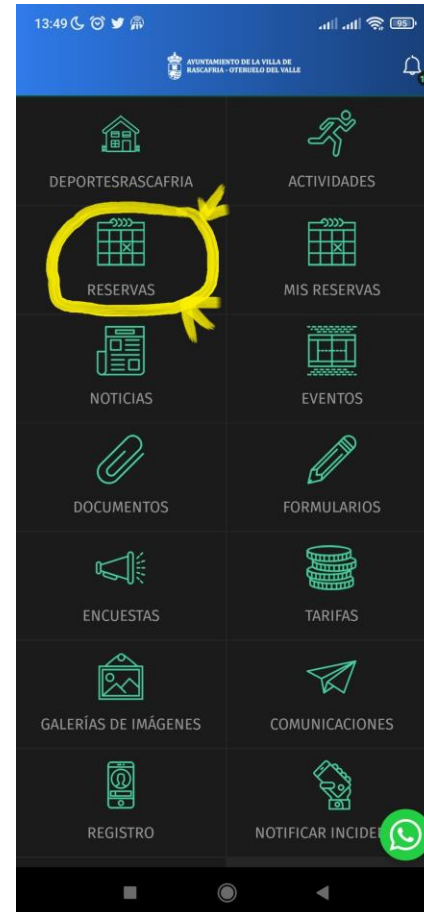 13:49
95
AYUNTAMIENTO DE LA VILLA DE
RASCAFRIA - OTERUELO DEL VALLE
DEPORTESRASCAFRIA
ACTIVIDADES
RESERVAS
MIS RESERVAS
NOTICIAS
EVENTOS
DOCUMENTOS
FORMULARIOS
ENCUESTAS
TARIFAS
GALERÍAS DE IMÁGENES
COMUNICACIONES
REGISTRO
NOTIFICAR INCIDE